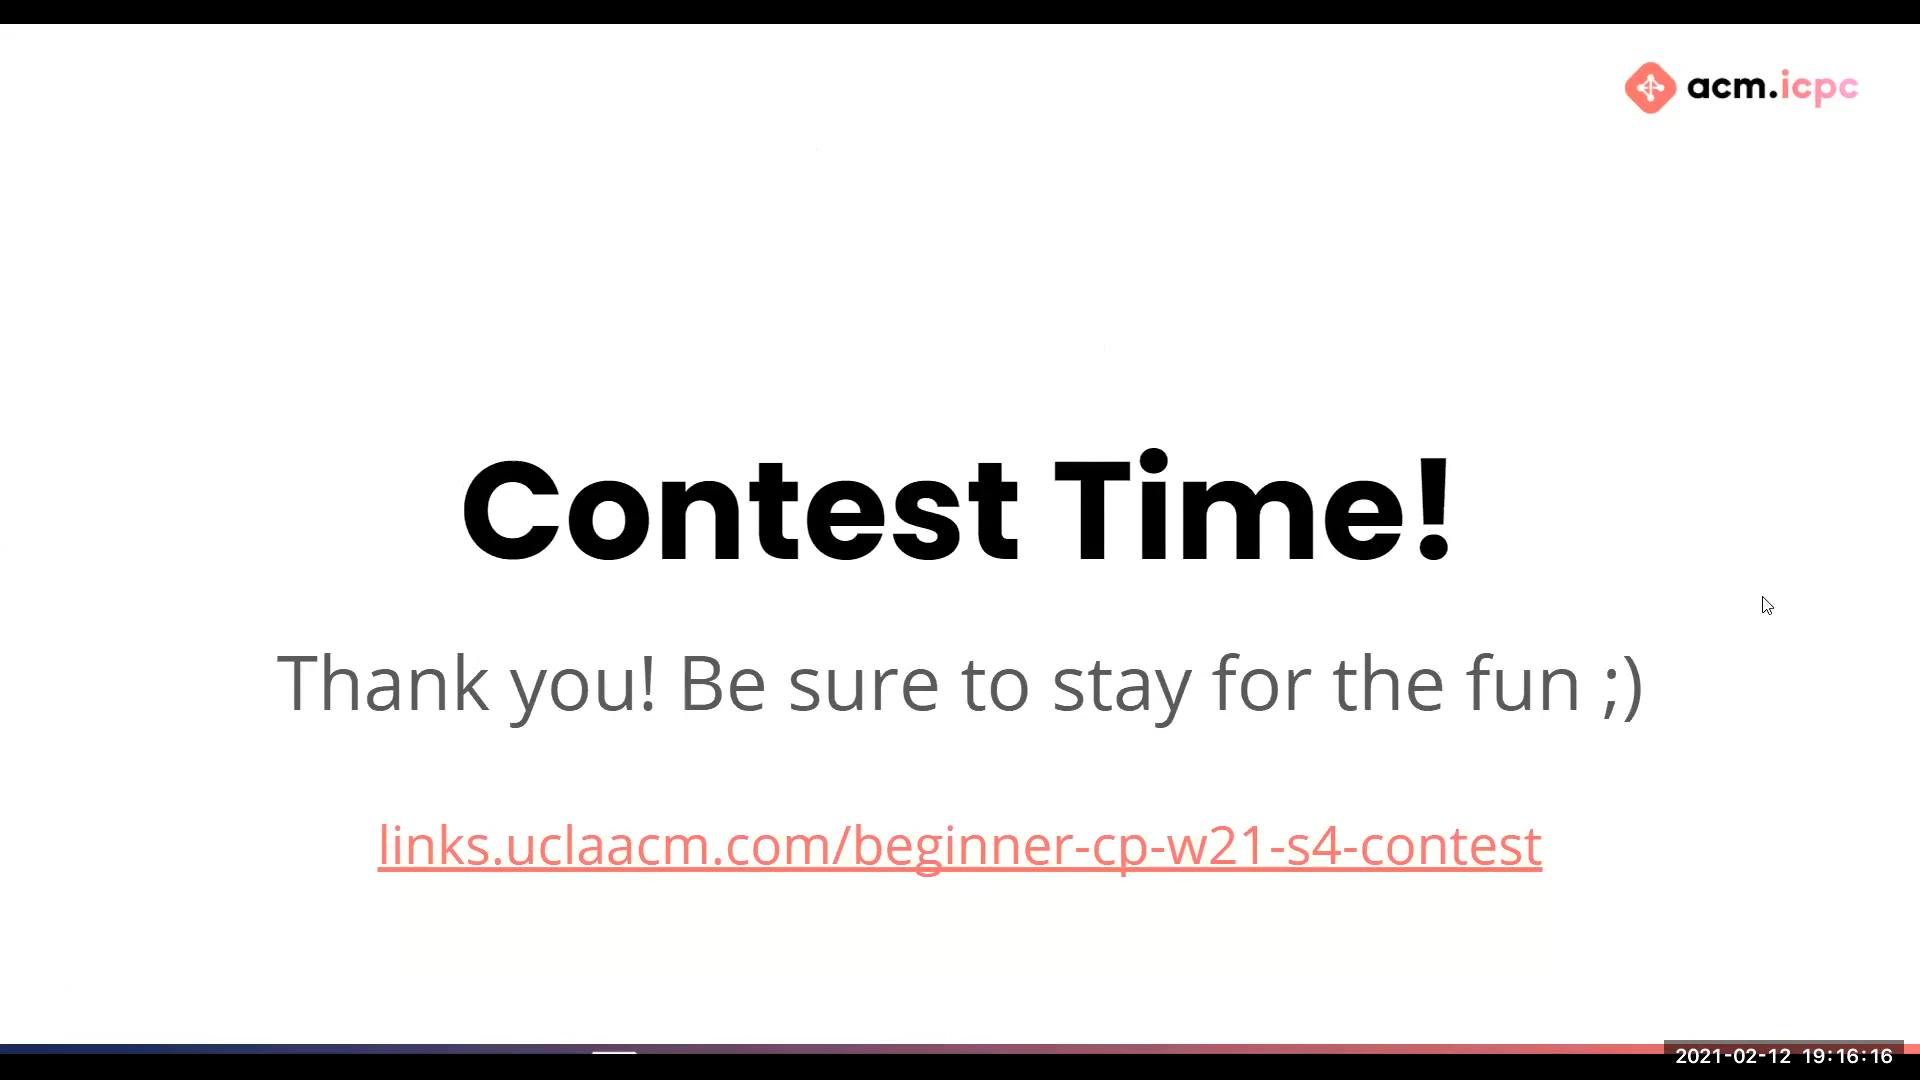 acm.icpc
Contest Time!
Thank you! Be sure to stay for the fun ;)
links.uclaacm.com/beginner-cp-w21-s4-contest
2021-02-12 19:16:16